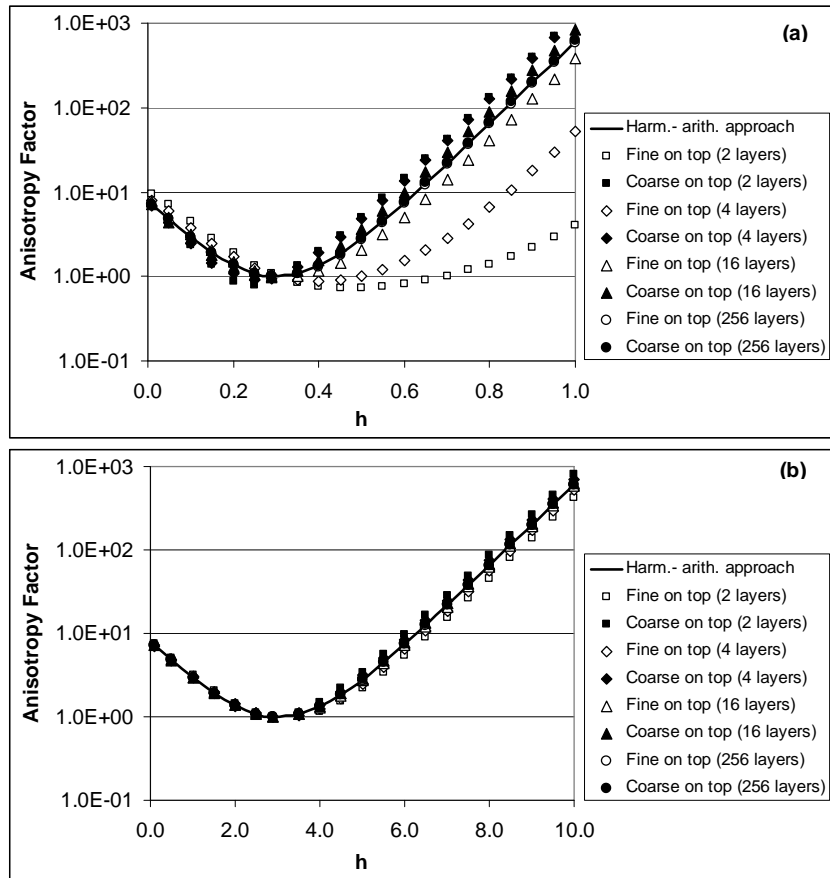 (a)
1.0E+03
1.0E+02
1.0E+01
1.0E+00
1.0E-01
Anisotropy Factor
0.0 0.2 0.4 0.6 0.8 1.0
h
Harm.- arith. approach
Fine on top (2 layers)
Coarse on top (2 layers)
Fine on top (4 layers)
Coarse on top (4 layers)
Fine on top (16 layers)
Coarse on top (16 layers)
Fine on top (256 layers)
Coarse on top (256 layers)
(b)
1.0E+03
1.0E+02
1.0E+01
1.0E+00
1.0E-01
Anisotropy Factor
0.0 2.0 4.0 6.0 8.0 10.0
h
Harm.- arith. approach
Fine on top (2 layers)
Coarse on top (2 layers)
Fine on top (4 layers)
Coarse on top (4 layers)
Fine on top (16 layers)
Coarse on top (16 layers)
Fine on top (256 layers)
Coarse on top (256 layers)